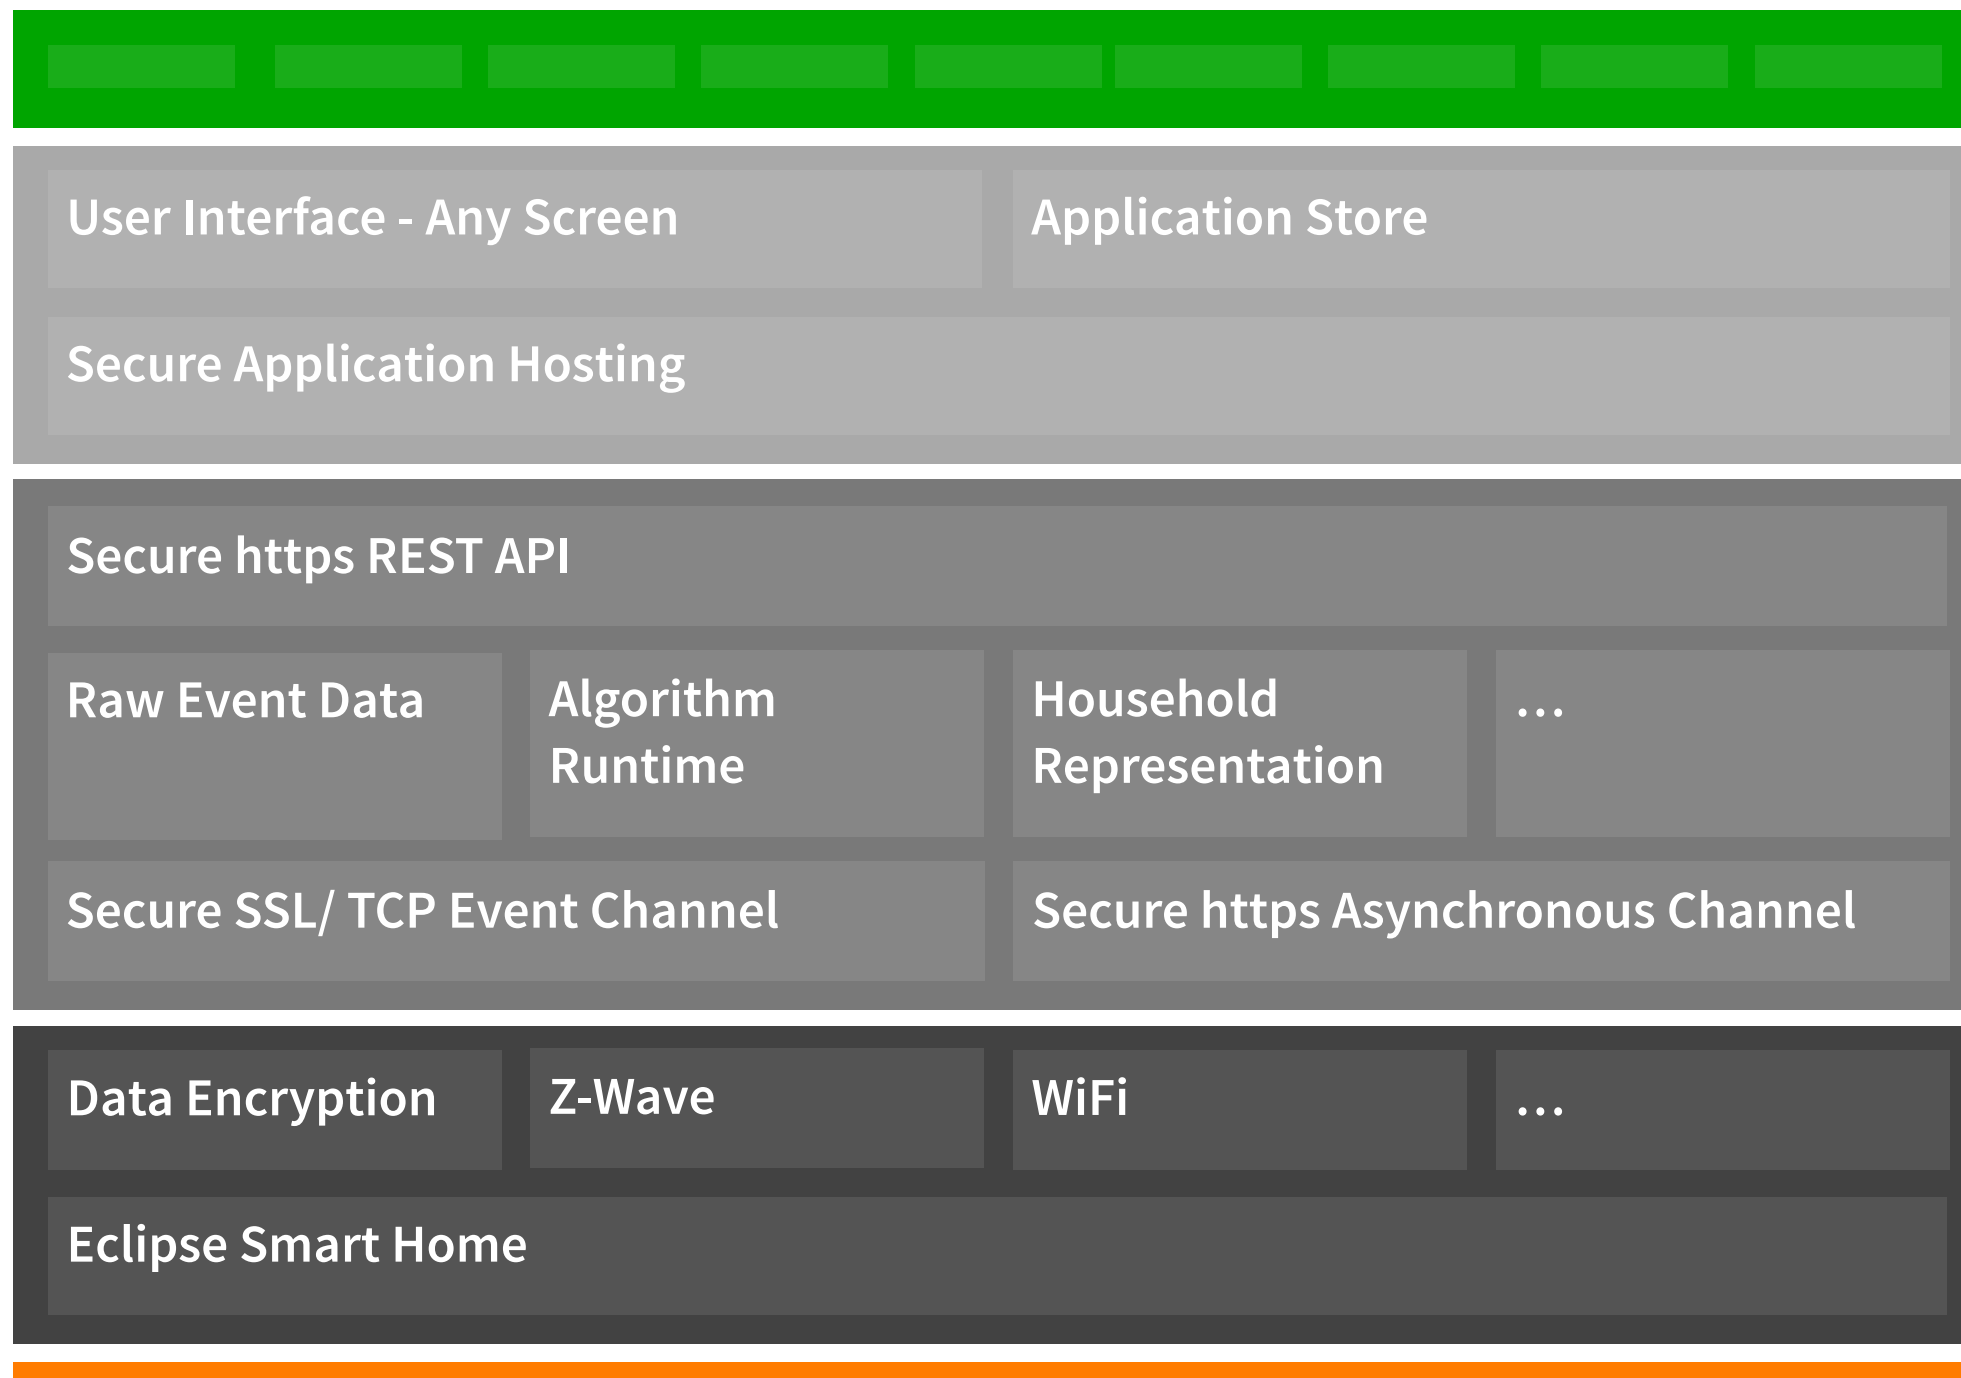 User Interface - Any Screen
Application Store
Secure Application Hosting
Secure https REST API
Raw Event Data
Algorithm
Runtime
Household
Representation
...
Secure SSL/ TCP Event Channel
Secure https Asynchronous Channel
Data Encryption
Z-Wave
WiFi
...
Eclipse Smart Home